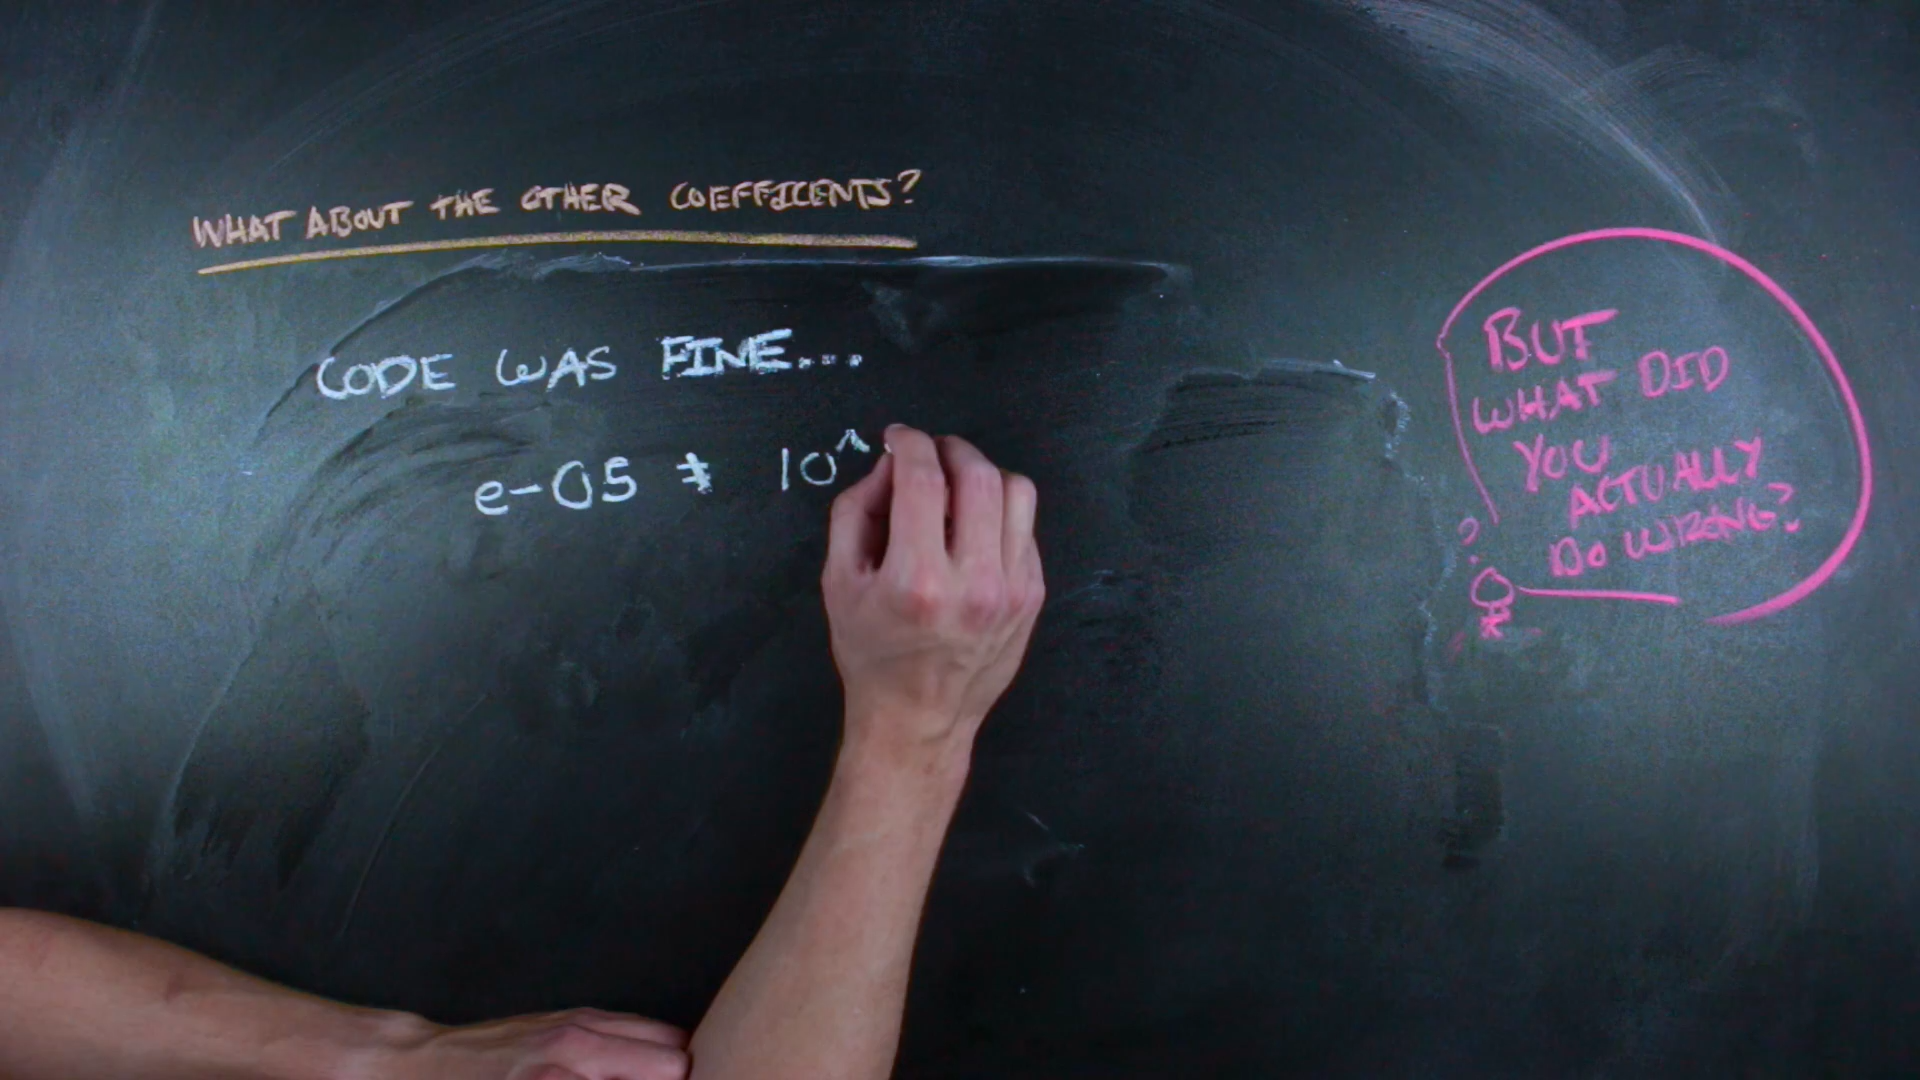 WHAT ABOUT THE OTHER COEFFICENTS?
CODE WAS FINE...
e-05 ≠ 10^
BUT
WHAT DID
YOU
ACTUALLY
DO WRONG?
?